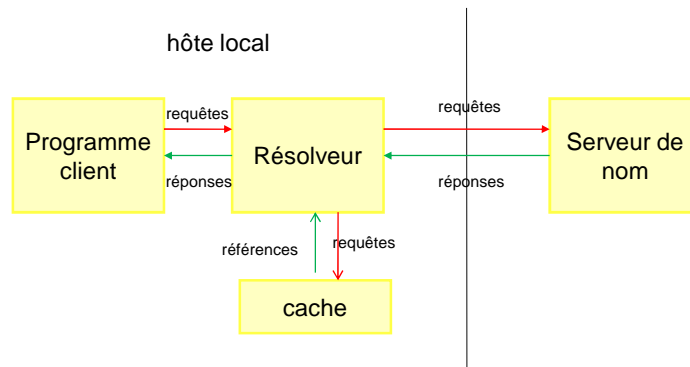 hôte local
requêtes
requêtes
Programme
client
Résolveur
Serveur de
nom
réponses
réponses
références
requêtes
cache